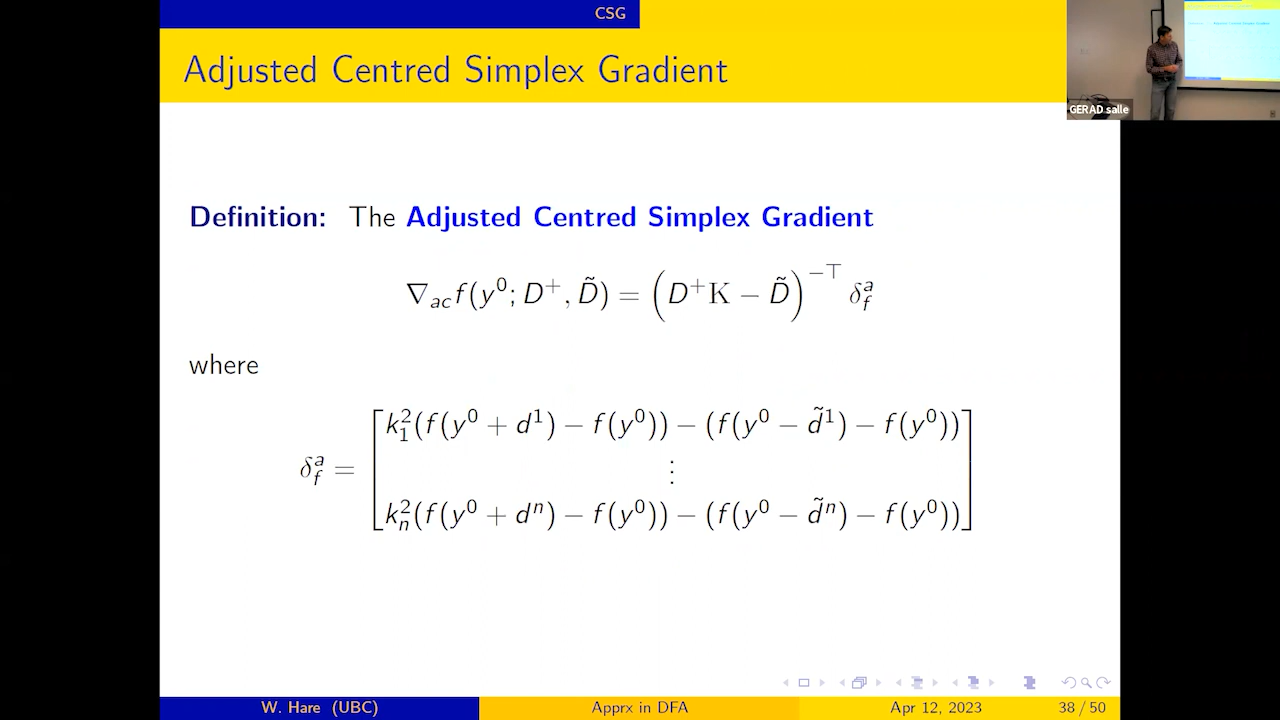 CSG
Adjusted Centred Simplex Gradient
GERAD salle
Definition: The Adjusted Centred Simplex Gradient
∇_{ac} f(y^0; D^+, D̃) = (D^+ K − D̃)^{−⊤} δ_f^a
where
δ_f^a = [ k_1^2(f(y^0 + d^1) − f(y^0)) − (f(y^0 − d̃^1) − f(y^0))
⋮
k_n^2(f(y^0 + d^n) − f(y^0)) − (f(y^0 − d̃^n) − f(y^0)) ]
W. Hare (UBC) Apprx in DFA Apr 12, 2023 38 / 50